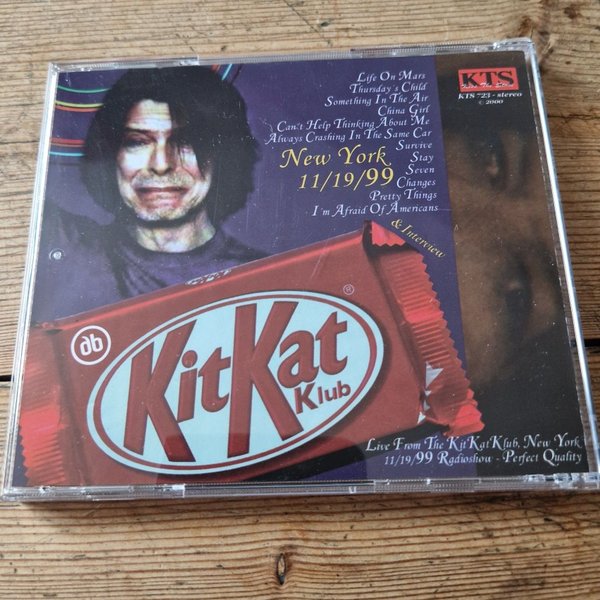 Life On Mars
Thursday's Child
Something In The Air
China Girl
Can't Help Thinking About Me
Always Crashing In The Same Car
Survive
Stay
Seven
Changes
Pretty Things
I'm Afraid Of Americans
& Interview
New York
11/19/99
KTS
KTS 723 - stereo
© 2000
®
db
KitKat
Klub
Live From The KitKatKlub, New York
11/19/99 Radioshow - Perfect Quality